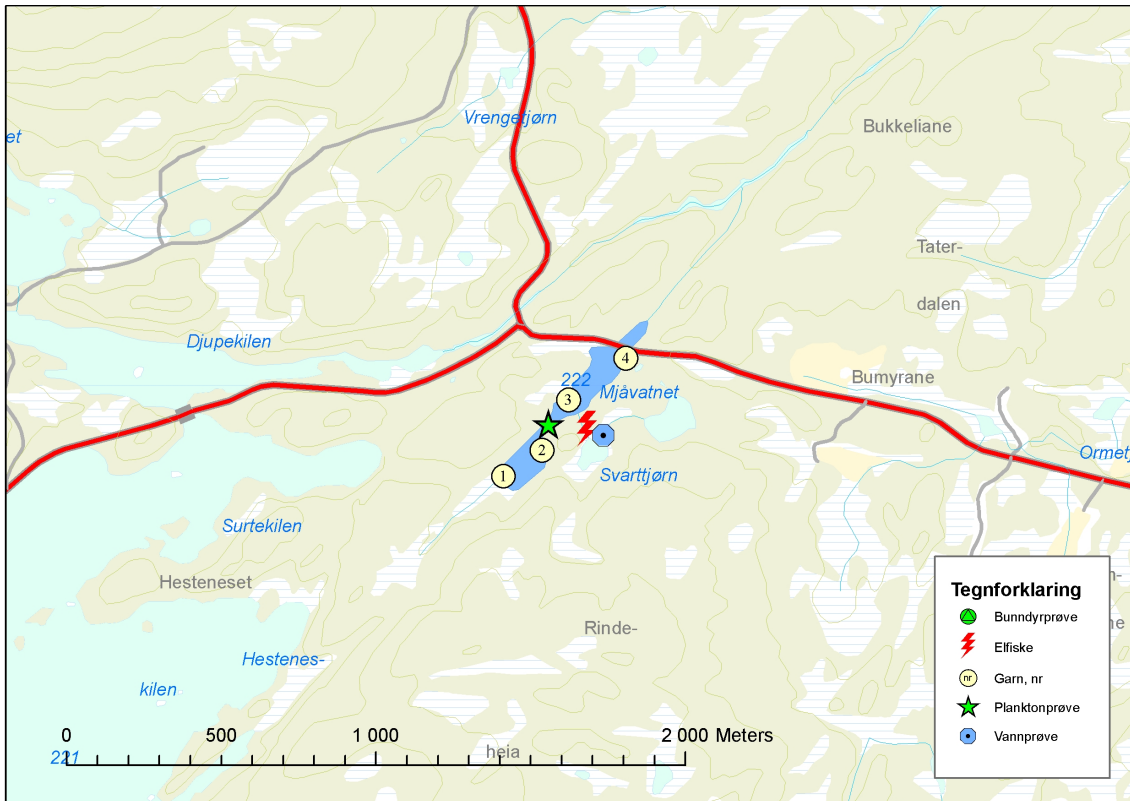 Vrengetjørn
Bukkeliane
et
Tater-
dalen
Djupekilen
4
222
Bumyrane
Mjåvatnet
3
2
1
Svarttjørn
Surtekilen
Hesteneset
Rinde-
heia
Hestenes-
kilen
221
0 500 1 000 2 000 Meters
Tegnforklaring
Bunndyrprøve
Elfiske
nr Garn, nr
Planktonprøve
Vannprøve
n-
ne